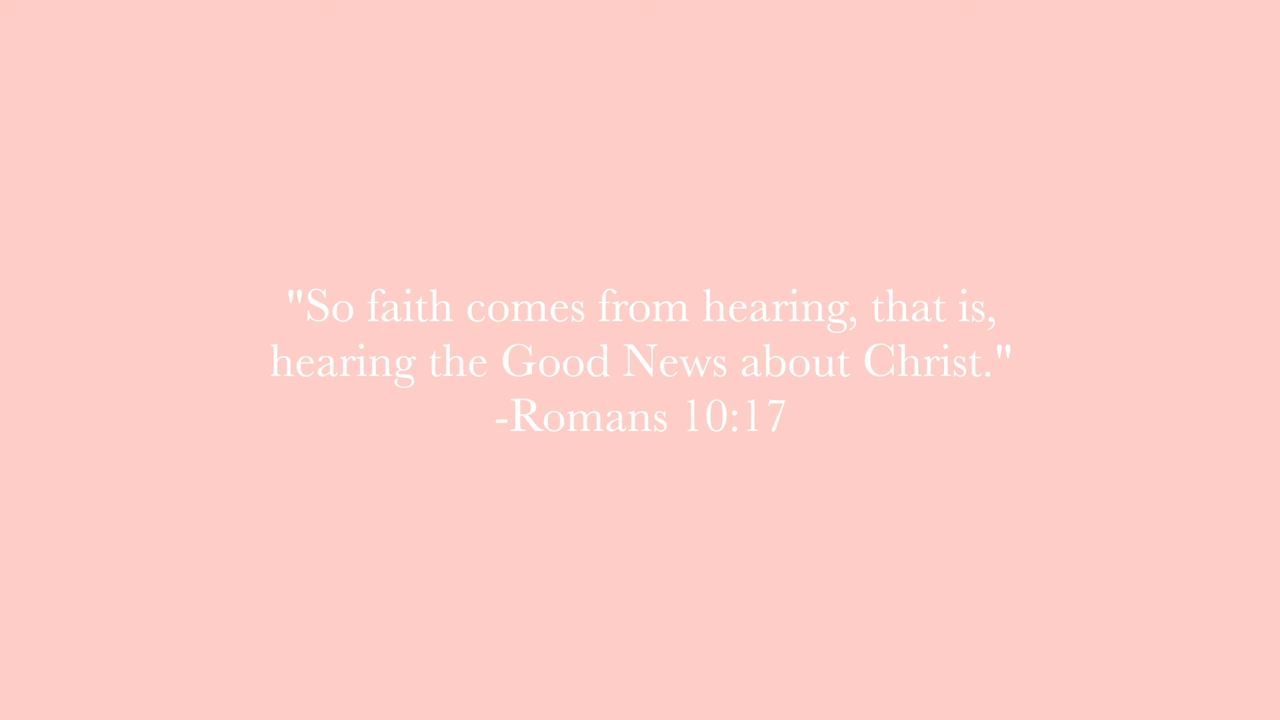 "So faith comes from hearing, that is,
hearing the Good News about Christ."
-Romans 10:17